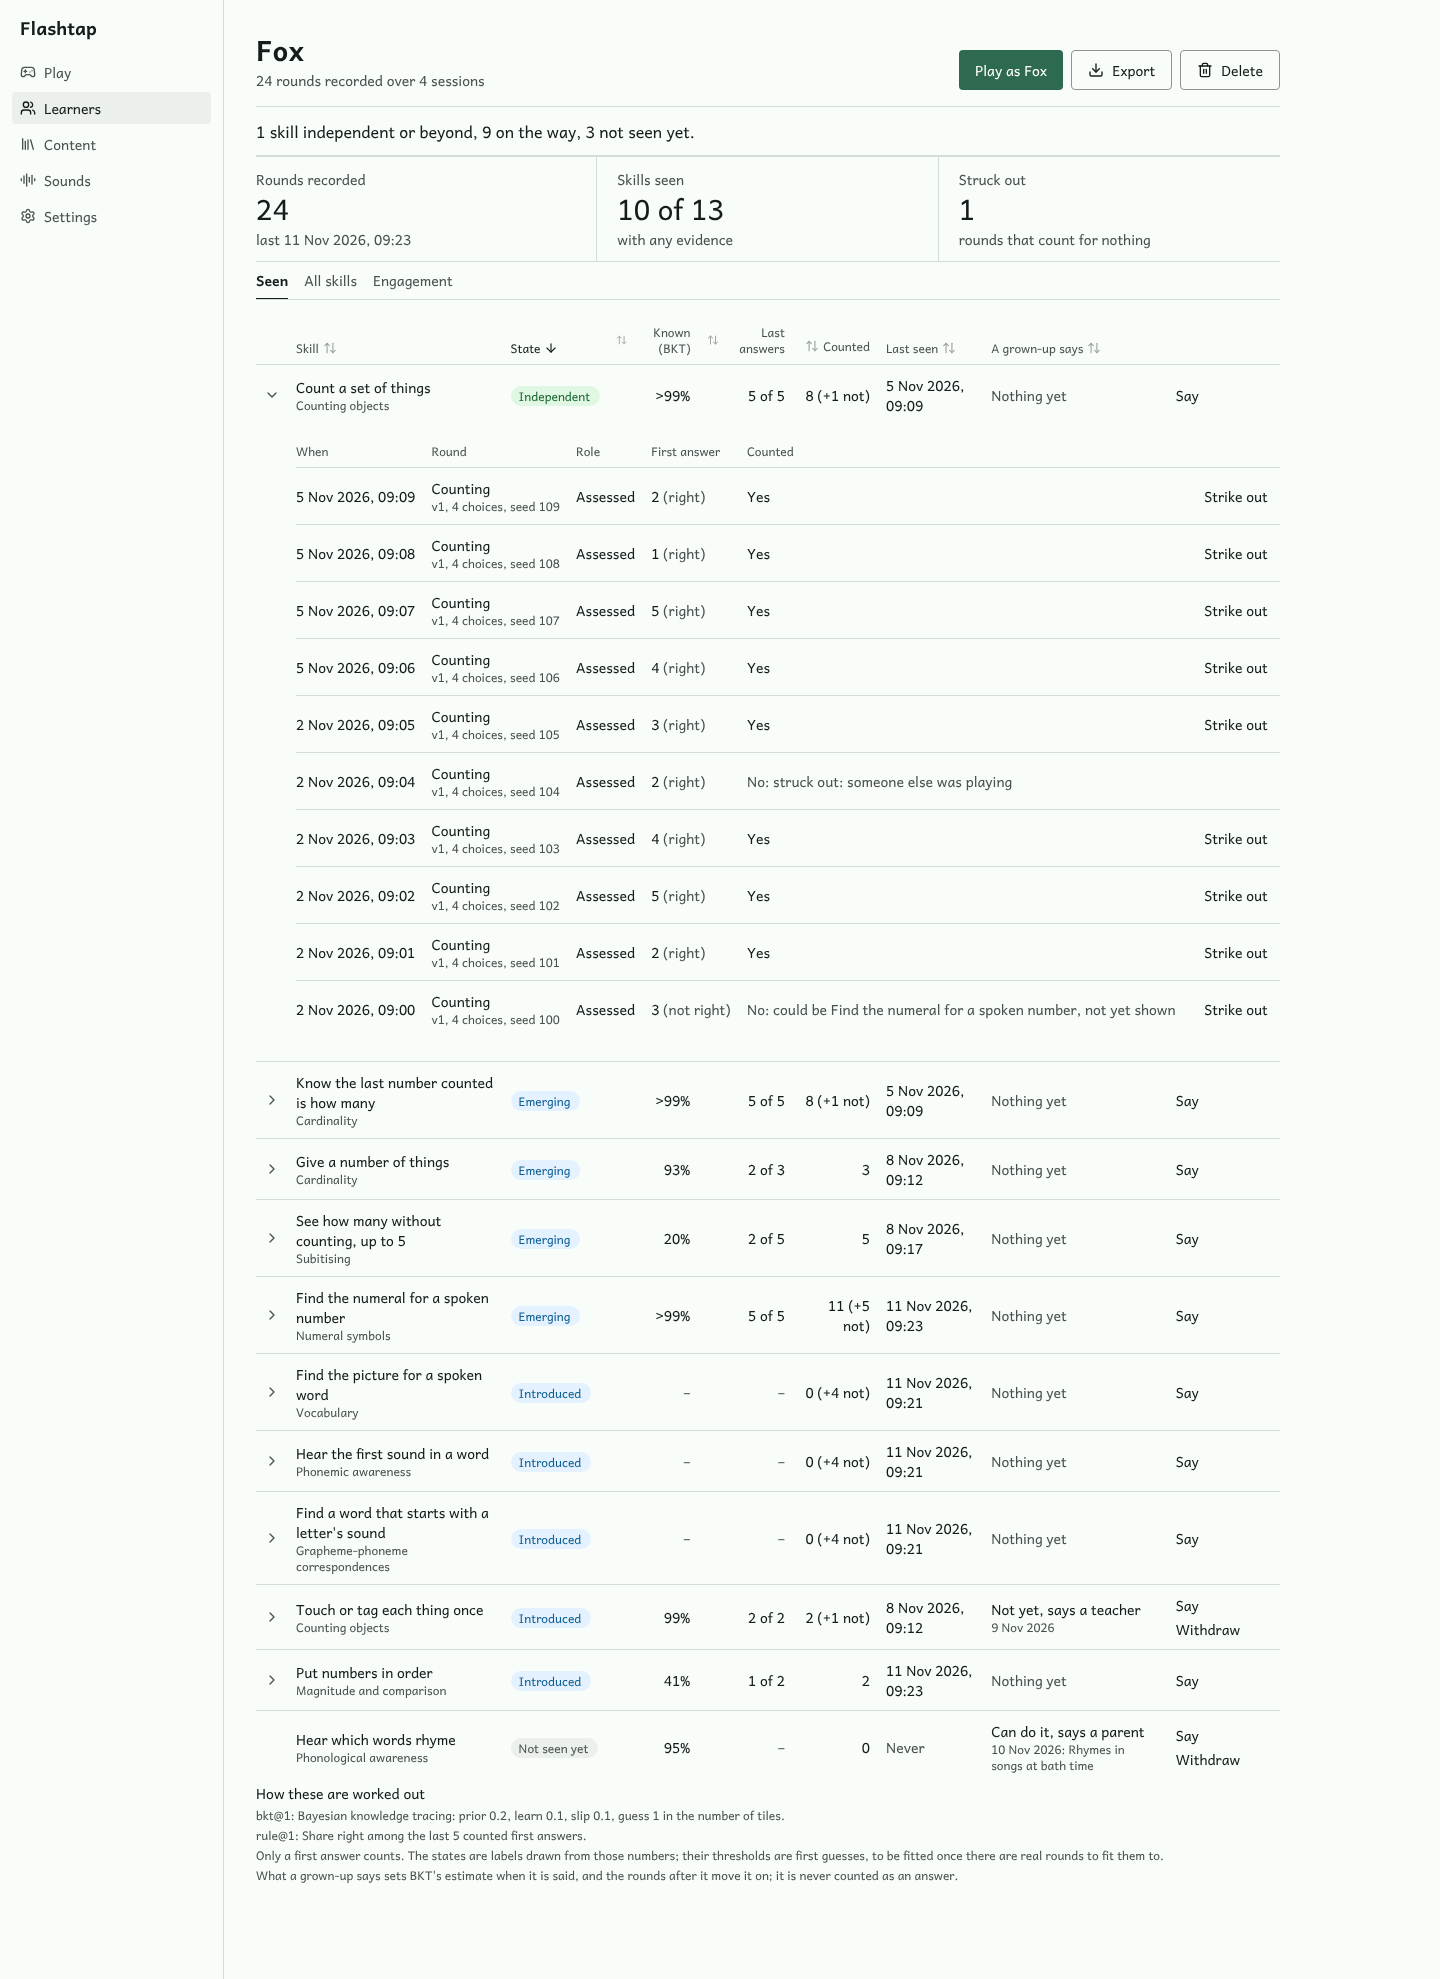 Flashtap
Play
Learners
Content
Sounds
Settings
Fox
24 rounds recorded over 4 sessions
Play as Fox
Export
Delete
1 skill independent or beyond, 9 on the way, 3 not seen yet.
Rounds recorded
24
last 11 Nov 2026, 09:23
Skills seen
10 of 13
with any evidence
Struck out
1
rounds that count for nothing
Seen All skills Engagement
Skill State Known (BKT) Last answers Counted Last seen A grown-up says
Count a set of things
Counting objects
Independent >99% 5 of 5 8 (+1 not) 5 Nov 2026, 09:09 Nothing yet Say
When Round Role First answer Counted
5 Nov 2026, 09:09 Counting Assessed 2 (right) Yes Strike out
v1, 4 choices, seed 109
5 Nov 2026, 09:08 Counting Assessed 1 (right) Yes Strike out
v1, 4 choices, seed 108
5 Nov 2026, 09:07 Counting Assessed 5 (right) Yes Strike out
v1, 4 choices, seed 107
5 Nov 2026, 09:06 Counting Assessed 4 (right) Yes Strike out
v1, 4 choices, seed 106
2 Nov 2026, 09:05 Counting Assessed 3 (right) Yes Strike out
v1, 4 choices, seed 105
2 Nov 2026, 09:04 Counting Assessed 2 (right) No: struck out: someone else was playing
v1, 4 choices, seed 104
2 Nov 2026, 09:03 Counting Assessed 4 (right) Yes Strike out
v1, 4 choices, seed 103
2 Nov 2026, 09:02 Counting Assessed 5 (right) Yes Strike out
v1, 4 choices, seed 102
2 Nov 2026, 09:01 Counting Assessed 2 (right) Yes Strike out
v1, 4 choices, seed 101
2 Nov 2026, 09:00 Counting Assessed 3 (not right) No: could be Find the numeral for a spoken number, not yet shown Strike out
v1, 4 choices, seed 100
Know the last number counted
is how many
Cardinality
Emerging >99% 5 of 5 8 (+1 not) 5 Nov 2026, 09:09 Nothing yet Say
Give a number of things
Cardinality
Emerging 93% 2 of 3 3 8 Nov 2026, 09:12 Nothing yet Say
See how many without
counting, up to 5
Subitising
Emerging 20% 2 of 5 5 8 Nov 2026, 09:17 Nothing yet Say
Find the numeral for a spoken
number
Numeral symbols
Emerging >99% 5 of 5 11 (+5 not) 11 Nov 2026, 09:23 Nothing yet Say
Find the picture for a spoken
word
Vocabulary
Introduced – – 0 (+4 not) 11 Nov 2026, 09:21 Nothing yet Say
Hear the first sound in a word
Phonemic awareness
Introduced – – 0 (+4 not) 11 Nov 2026, 09:21 Nothing yet Say
Find a word that starts with a
letter's sound
Grapheme-phoneme
correspondences
Introduced – – 0 (+4 not) 11 Nov 2026, 09:21 Nothing yet Say
Touch or tag each thing once
Counting objects
Introduced 99% 2 of 2 2 (+1 not) 8 Nov 2026, 09:12 Not yet, says a teacher
9 Nov 2026
Say
Withdraw
Put numbers in order
Magnitude and comparison
Introduced 41% 1 of 2 2 11 Nov 2026, 09:23 Nothing yet Say
Hear which words rhyme
Phonological awareness
Not seen yet 95% – 0 Never Can do it, says a parent
10 Nov 2026: Rhymes in
songs at bath time
Say
Withdraw
How these are worked out
bkt@1: Bayesian knowledge tracing: prior 0.2, learn 0.1, slip 0.1, guess 1 in the number of tiles.
rule@1: Share right among the last 5 counted first answers.
Only a first answer counts. The states are labels drawn from those numbers; their thresholds are first guesses, to be fitted once there are real rounds to fit them to.
What a grown-up says sets BKT's estimate when it is said, and the rounds after it move it on; it is never counted as an answer.